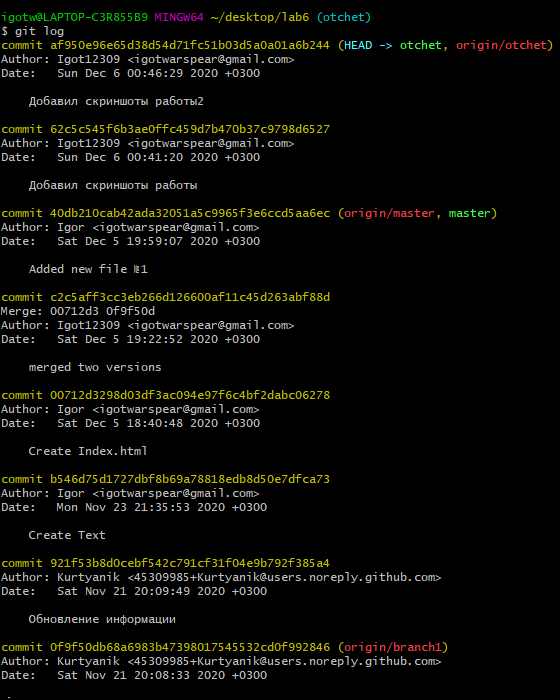 igotw@LAPTOP-C3R855B9 MINGW64 ~/desktop/lab6 (otchet)
$ git log
commit af950e96e65d38d54d71fc51b03d5a0a01a6b244 (HEAD -> otchet, origin/otchet)
Author: Igot12309 <igotwarspear@gmail.com>
Date:   Sun Dec 6 00:46:29 2020 +0300
Добавил скриншоты работы2
commit 62c5c545f6b3ae0ffc459d7b470b37c9798d6527
Author: Igot12309 <igotwarspear@gmail.com>
Date:   Sun Dec 6 00:41:20 2020 +0300
Добавил скриншоты работы
commit 40db210cab42ada32051a5c9965f3e6ccd5aa6ec (origin/master, master)
Author: Igor <igotwarspear@gmail.com>
Date:   Sat Dec 5 19:59:07 2020 +0300
Added new file №1
commit c2c5aff3cc3eb266d126600af11c45d263abf88d
Merge: 00712d3 0f9f50d
Author: Igot12309 <igotwarspear@gmail.com>
Date:   Sat Dec 5 19:22:52 2020 +0300
merged two versions
commit 00712d3298d03df3ac094e97f6c4bf2dabc06278
Author: Igor <igotwarspear@gmail.com>
Date:   Sat Dec 5 18:40:48 2020 +0300
Create Index.html
commit b546d75d1727dbf8b69a78818edb8d50e7dfca73
Author: Igor <igotwarspear@gmail.com>
Date:   Mon Nov 23 21:35:53 2020 +0300
Create Text
commit 921f53b8d0cebf542c791cf31f04e9b792f385a4
Author: Kurtyanik <45309985+Kurtyanik@users.noreply.github.com>
Date:   Sat Nov 21 20:09:49 2020 +0300
Обновление информации
commit 0f9f50db68a6983b47398017545532cd0f992846 (origin/branch1)
Author: Kurtyanik <45309985+Kurtyanik@users.noreply.github.com>
Date:   Sat Nov 21 20:08:33 2020 +0300